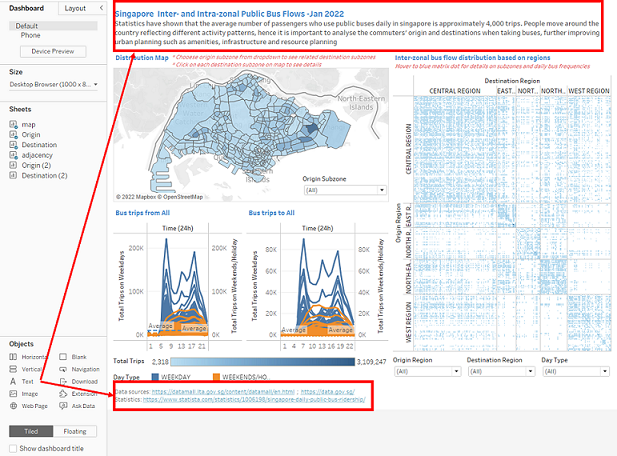 Dashboard
Layout
Default
Phone
Device Preview
Size
Desktop Browser (1000 x 8...
Sheets
map
Origin
Destination
adjacency
Origin (2)
Destination (2)
Objects
Horizont
Blank
Vertical
Navigation
Text
Download
Image
Extension
Web Page
Ask Data
Tiled
Floating
Show dashboard title
Singapore Inter- and Intra-zonal Public Bus Flows -Jan 2022
Statistics have shown that the average number of passengers who use public buses daily in singapore is approximately 4,000 trips. People move around the
country reflecting different activity patterns, hence it is important to analyse the commuters' origin and destinations when taking buses, further improving
urban planning such as amenities, infrastructure and resource planning
Distribution Map
* Choose origin subzone from dropdown to see related destination subzones
*Click on each destination subzone on map to see details
North-Eastern
Islands
© 2022 Mapbox © OpenStreetMap
Origin Subzone
(All)
Bus trips from All
Bus trips to All
Time (24h)
Time (24h)
Total Trips on Weekdays
200K
100K
0K
Average
Average
200K
100K
0K
Total Trips on Weekends/Holiday
1 5 9 13 17 21
Total Trips on Weekdays
80K
60K
40K
20K
0K
Average
Average
80K
60K
40K
20K
0K
Total Trips on Weekends/Holiday
1 4 7 10 13 16 19 22
Total Trips
2,318
3,109,247
Day Type
WEEKDAY
WEEKENDS/HO..
Data sources: https://datamall.lta.gov.sg/content/datamall/en.html ; https://data.gov.sg/
Statistics: https://www.statista.com/statistics/1006198/singapore-daily-public-bus-ridership/
Inter-zonal bus flow distribution based on regions
Hover to blue matrix dot for details on subzones and daily bus frequencies
Destination Region
CENTRAL REGION
EAST..
NORT..
NORTH..
WEST REGION
Origin Region
CENTRAL REGION
EAST R..
NORTH R..
NORTH-EA..
WEST REGION
Origin Region
Destination Region
Day Type
(All)
(All)
(All)